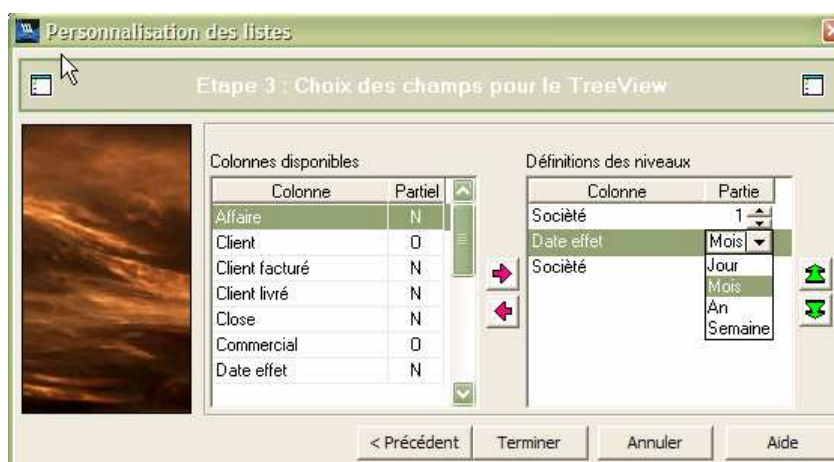 Personnalisation des listes
Etape 3 : Choix des champs pour le TreeView
Colonnes disponibles
Colonne Partiel
Affaire N
Client O
Client facturé N
Client livré N
Close N
Commercial O
Date effet N
Définitions des niveaux
Colonne Partie
Socièté 1
Date effet Mois
Socièté
Jour
Mois
An
Semaine
< Précédent Terminer Annuler Aide